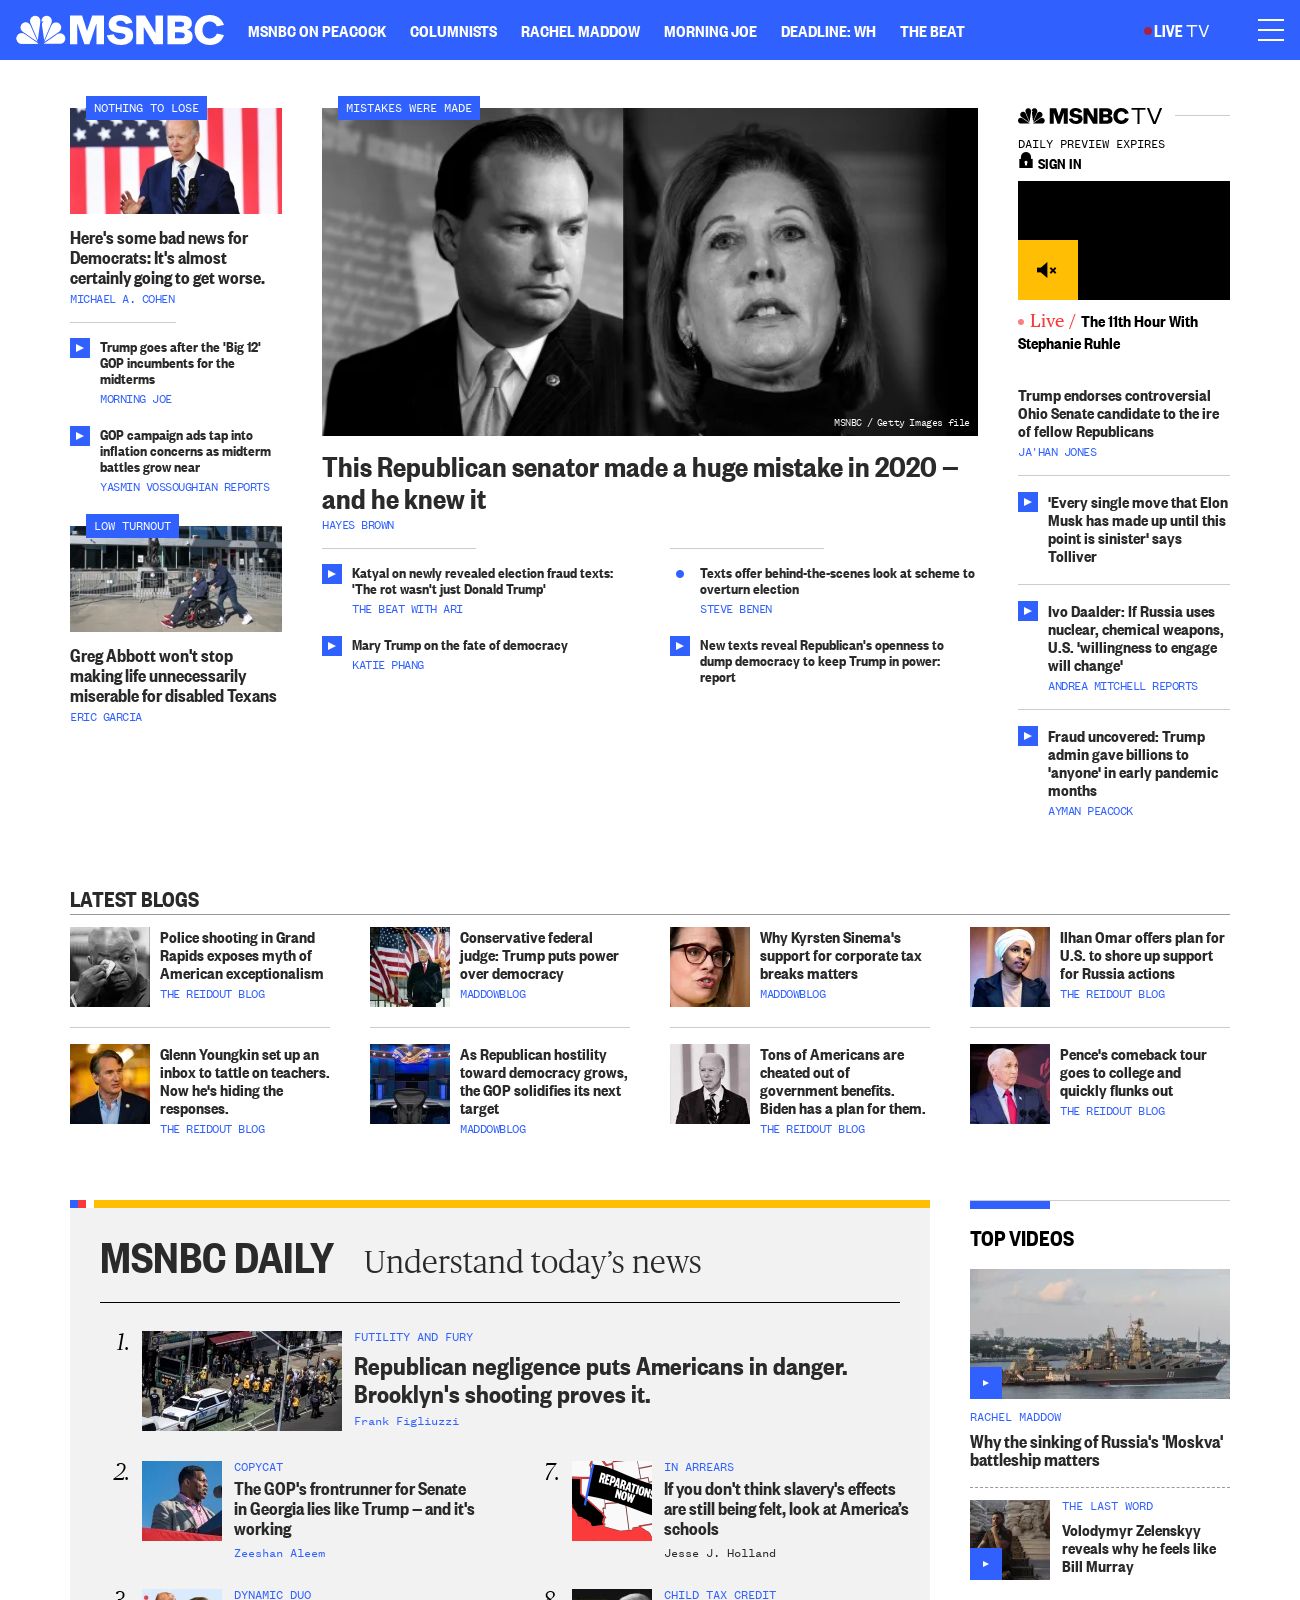 MSNBC
MSNBC ON PEACOCK COLUMNISTS RACHEL MADDOW MORNING JOE DEADLINE: WH THE BEAT LIVE TV
NOTHING TO LOSE
Here's some bad news for
Democrats: It's almost
certainly going to get worse.
MICHAEL A. COHEN
Trump goes after the 'Big 12'
GOP incumbents for the
midterms
MORNING JOE
GOP campaign ads tap into
inflation concerns as midterm
battles grow near
YASMIN VOSSOUGHIAN REPORTS
LOW TURNOUT
Greg Abbott won't stop
making life unnecessarily
miserable for disabled Texans
ERIC GARCIA
MISTAKES WERE MADE
MSNBC / Getty Images file
This Republican senator made a huge mistake in 2020 –
and he knew it
HAYES BROWN
Katyal on newly revealed election fraud texts:
'The rot wasn't just Donald Trump'
THE BEAT WITH ARI
Texts offer behind-the-scenes look at scheme to
overturn election
STEVE BENEN
Mary Trump on the fate of democracy
KATIE PHANG
New texts reveal Republican's openness to
dump democracy to keep Trump in power:
report
MSNBC TV
DAILY PREVIEW EXPIRES
SIGN IN
Live / The 11th Hour With
Stephanie Ruhle
Trump endorses controversial
Ohio Senate candidate to the ire
of fellow Republicans
JA'HAN JONES
'Every single move that Elon
Musk has made up until this
point is sinister' says
Tolliver
Ivo Daalder: If Russia uses
nuclear, chemical weapons,
U.S. 'willingness to engage
will change'
ANDREA MITCHELL REPORTS
Fraud uncovered: Trump
admin gave billions to
'anyone' in early pandemic
months
AYMAN PEACOCK
LATEST BLOGS
Police shooting in Grand
Rapids exposes myth of
American exceptionalism
THE REIDOUT BLOG
Conservative federal
judge: Trump puts power
over democracy
MADDOWBLOG
Why Kyrsten Sinema's
support for corporate tax
breaks matters
MADDOWBLOG
Ilhan Omar offers plan for
U.S. to shore up support
for Russia actions
THE REIDOUT BLOG
Glenn Youngkin set up an
inbox to tattle on teachers.
Now he's hiding the
responses.
THE REIDOUT BLOG
As Republican hostility
toward democracy grows,
the GOP solidifies its next
target
MADDOWBLOG
Tons of Americans are
cheated out of
government benefits.
Biden has a plan for them.
THE REIDOUT BLOG
Pence's comeback tour
goes to college and
quickly flunks out
THE REIDOUT BLOG
MSNBC DAILY Understand today's news
1.
FUTILITY AND FURY
Republican negligence puts Americans in danger.
Brooklyn's shooting proves it.
Frank Figliuzzi
2.
COPYCAT
The GOP's frontrunner for Senate
in Georgia lies like Trump – and it's
working
Zeeshan Aleem
3.
DYNAMIC DUO
7.
REPARATIONS
NOW
IN ARREARS
If you don't think slavery's effects
are still being felt, look at America's
schools
Jesse J. Holland
8.
CHILD TAX CREDIT
TOP VIDEOS
121
RACHEL MADDOW
Why the sinking of Russia's 'Moskva'
battleship matters
THE LAST WORD
Volodymyr Zelenskyy
reveals why he feels like
Bill Murray